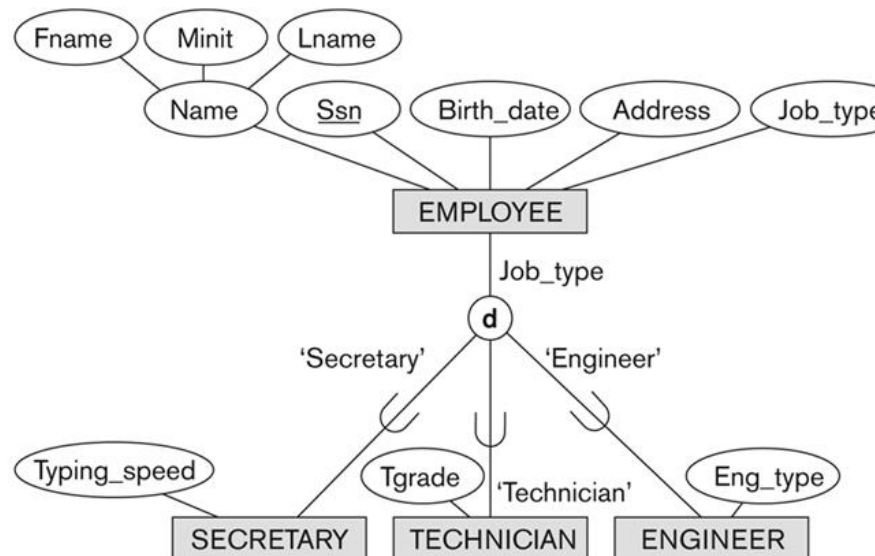 Fname Minit Lname
Name Ssn Birth_date Address Job_type
EMPLOYEE
Job_type
d
‘Secretary’ ‘Engineer’
Typing_speed Tgrade ‘Technician’ Eng_type
SECRETARY TECHNICIAN ENGINEER